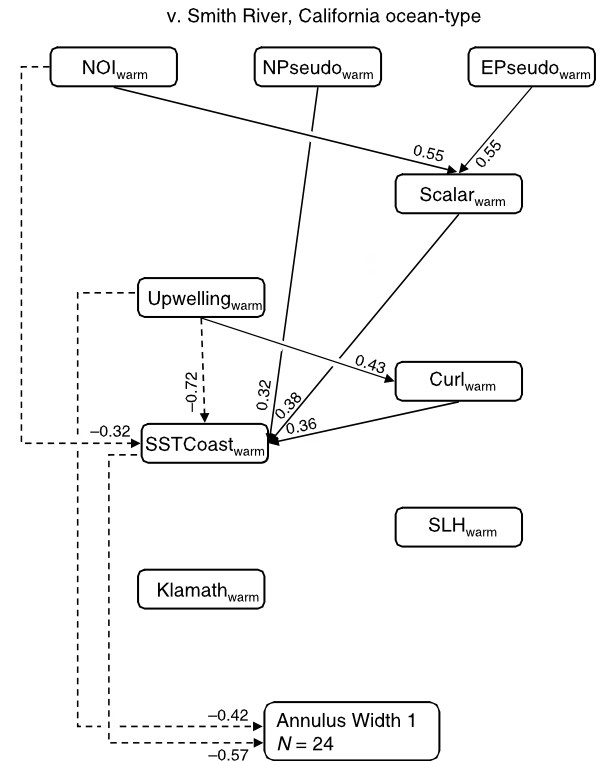 v. Smith River, California ocean-type
NOIwarm
NPseudowarm
EPseudowarm
0.55
0.55
Scalarwarm
Upwellingwarm
0.43
Curlwarm
−0.72
0.32
0.38
0.36
−0.32
SSTCoastwarm
SLHwarm
Klamathwarm
−0.42
Annulus Width 1
N = 24
−0.57